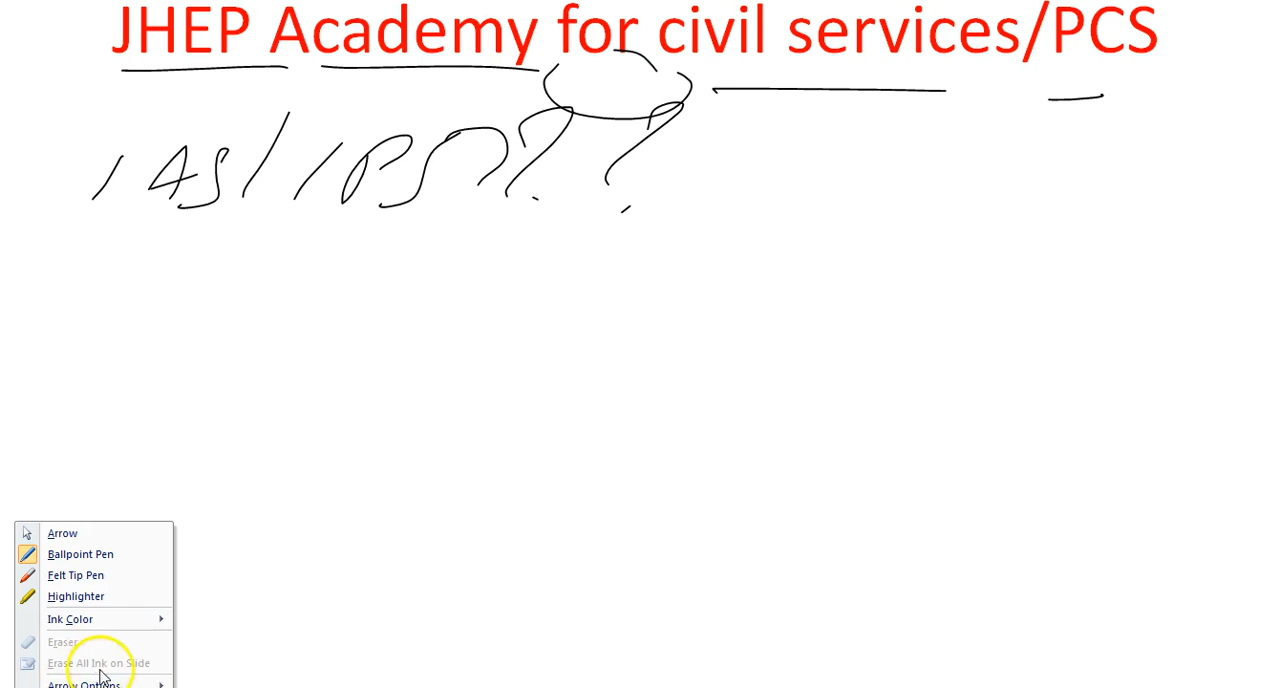 JHEP Academy for civil services/PCS
IAS/IPS???
Arrow
Ballpoint Pen
Felt Tip Pen
Highlighter
Ink Color
Eraser
Erase All Ink on Slide
Arrow Options